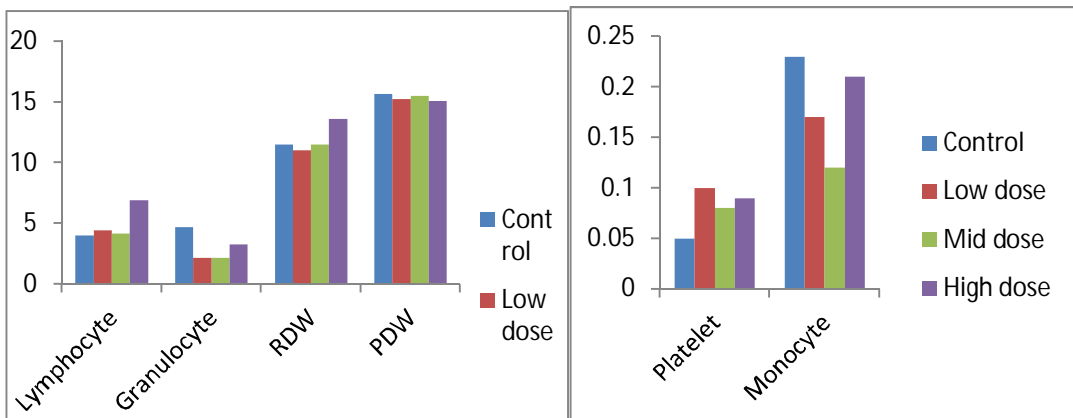 20
15
10
5
0
Lymphocyte
Granulocyte
RDW
PDW
Cont
rol
Low
dose
0.25
0.2
0.15
0.1
0.05
0
Platelet
Monocyte
Control
Low dose
Mid dose
High dose